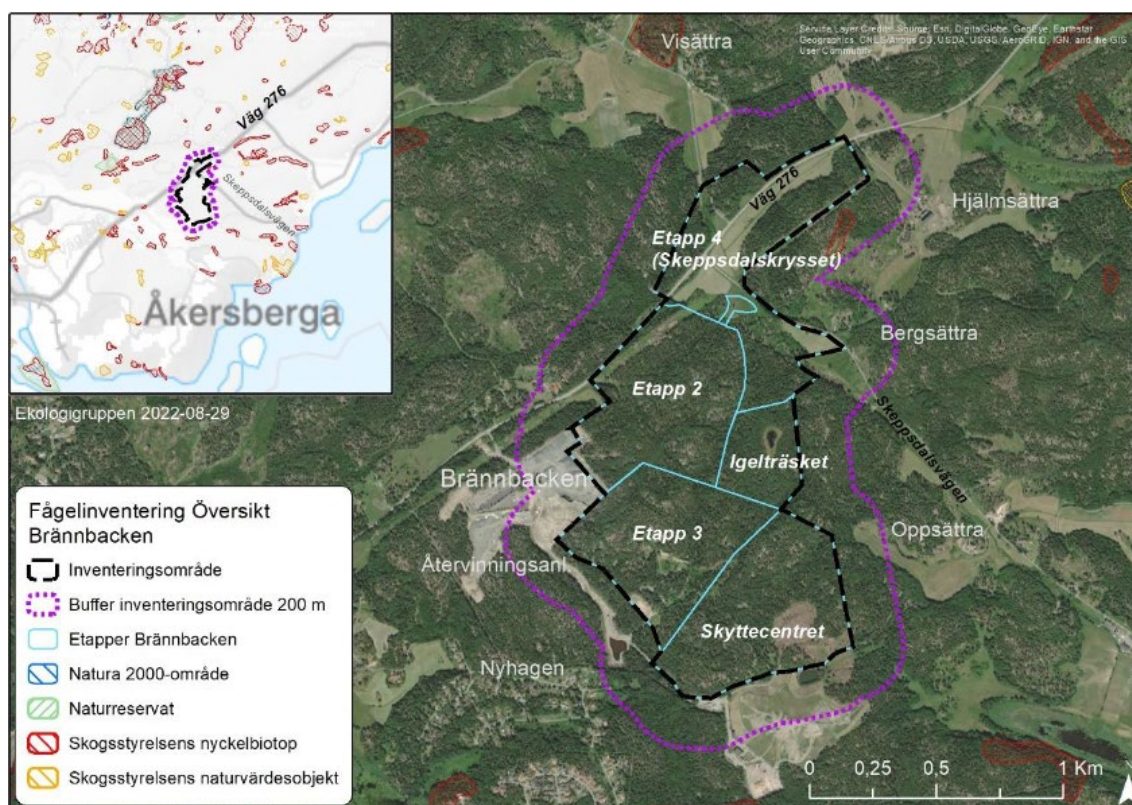 Service Layer Credits: Source: Esri, DigitalGlobe, GeoEye, Earthstar
Geographics, CNES/Airbus DS, USDA, USGS, AeroGRID, IGN, and the GIS
User Community
Visättra
Väg 276
Skeppsdalsvägen
Åkersberga
Väg 276
Hjälmsättra
Etapp 4
(Skeppsdalskrysset)
Bergsättra
Etapp 2
Ekologigruppen 2022-08-29
Skeppsdalsvägen
Igelträsket
Brännbacken
Oppsättra
Etapp 3
Återvinningsanl.
Skyttecentret
Nyhagen
Fågelinventering Översikt
Brännbacken
Inventeringsområde
Buffer inventeringsområde 200 m
Etapper Brännbacken
Natura 2000-område
Naturreservat
Skogsstyrelsens nyckelbiotop
Skogsstyrelsens naturvärdesobjekt
0 0,25 0,5 1 Km